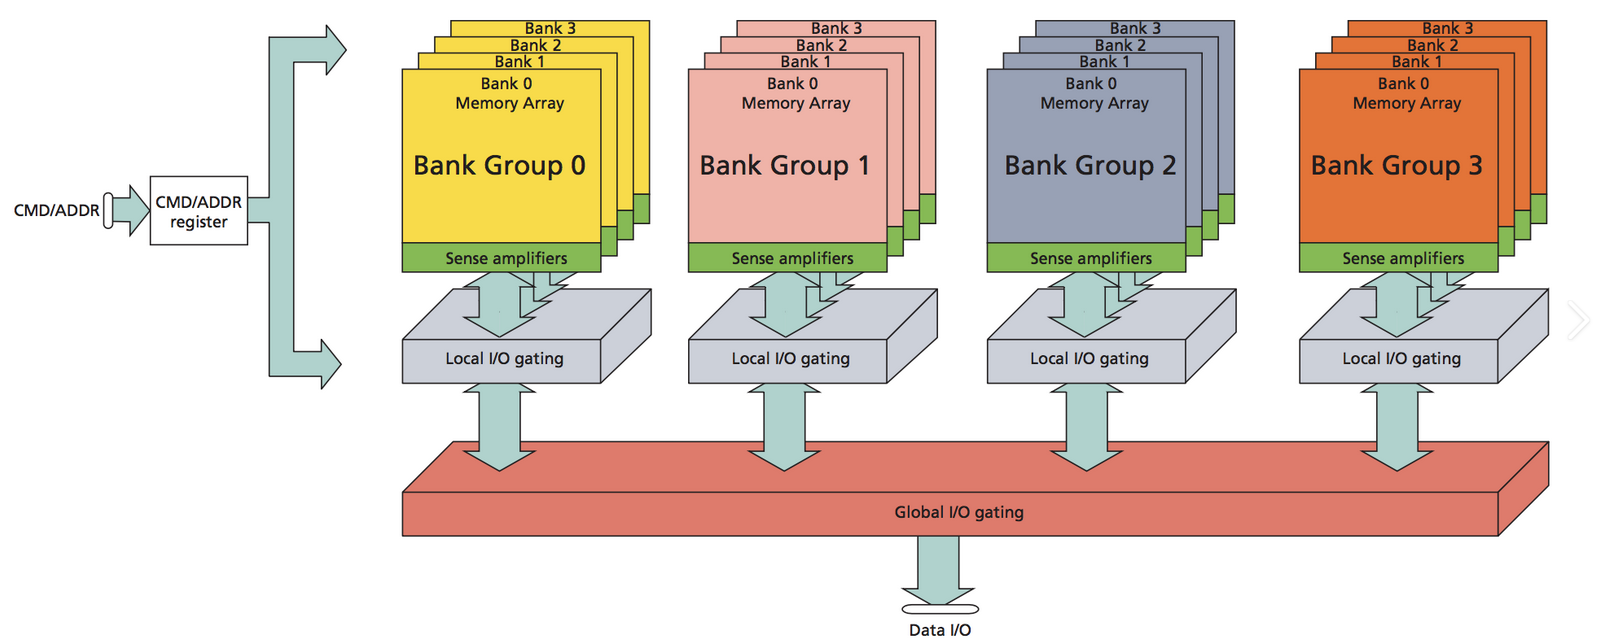 CMD/ADDR
CMD/ADDR
register
Bank 3
Bank 2
Bank 1
Bank 0
Memory Array
Bank Group 0
Sense amplifiers
Local I/O gating
Bank 3
Bank 2
Bank 1
Bank 0
Memory Array
Bank Group 1
Sense amplifiers
Local I/O gating
Bank 3
Bank 2
Bank 1
Bank 0
Memory Array
Bank Group 2
Sense amplifiers
Local I/O gating
Bank 3
Bank 2
Bank 1
Bank 0
Memory Array
Bank Group 3
Sense amplifiers
Local I/O gating
Global I/O gating
Data I/O